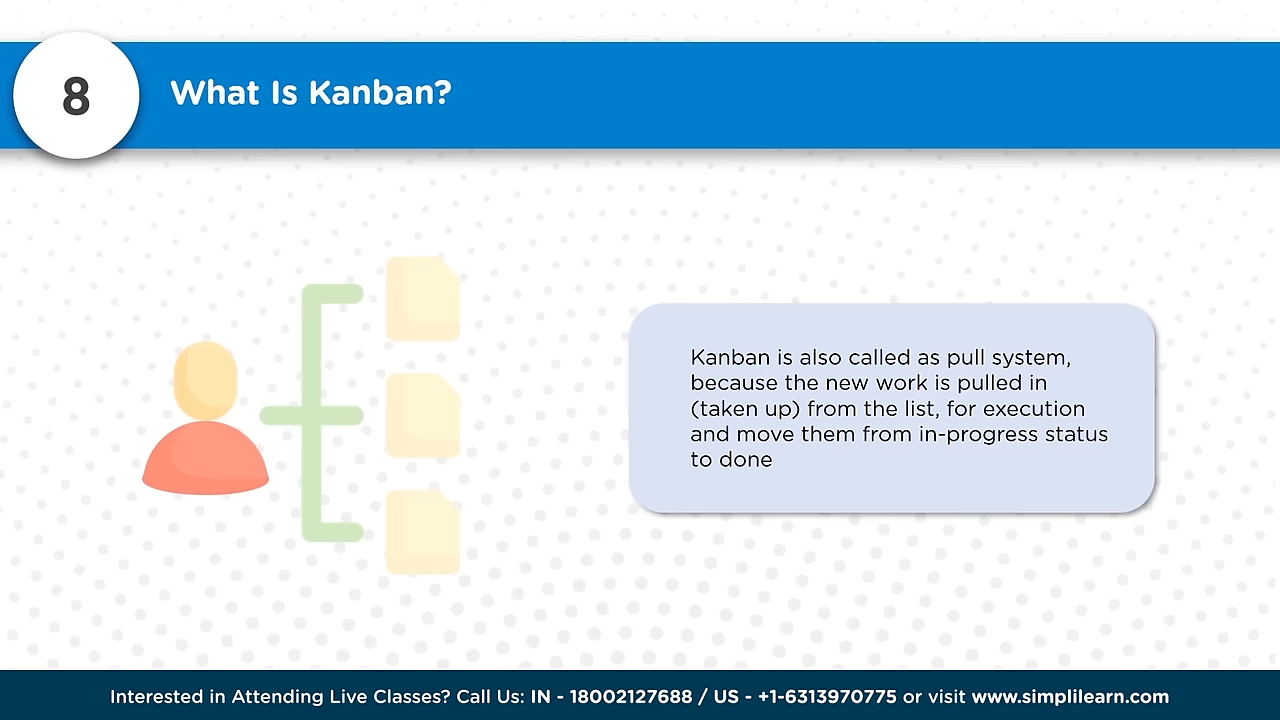 8
What Is Kanban?
Kanban is also called as pull system,
because the new work is pulled in
(taken up) from the list, for execution
and move them from in-progress status
to done
Interested in Attending Live Classes? Call Us: IN - 18002127688 / US - +1-6313970775 or visit www.simplilearn.com